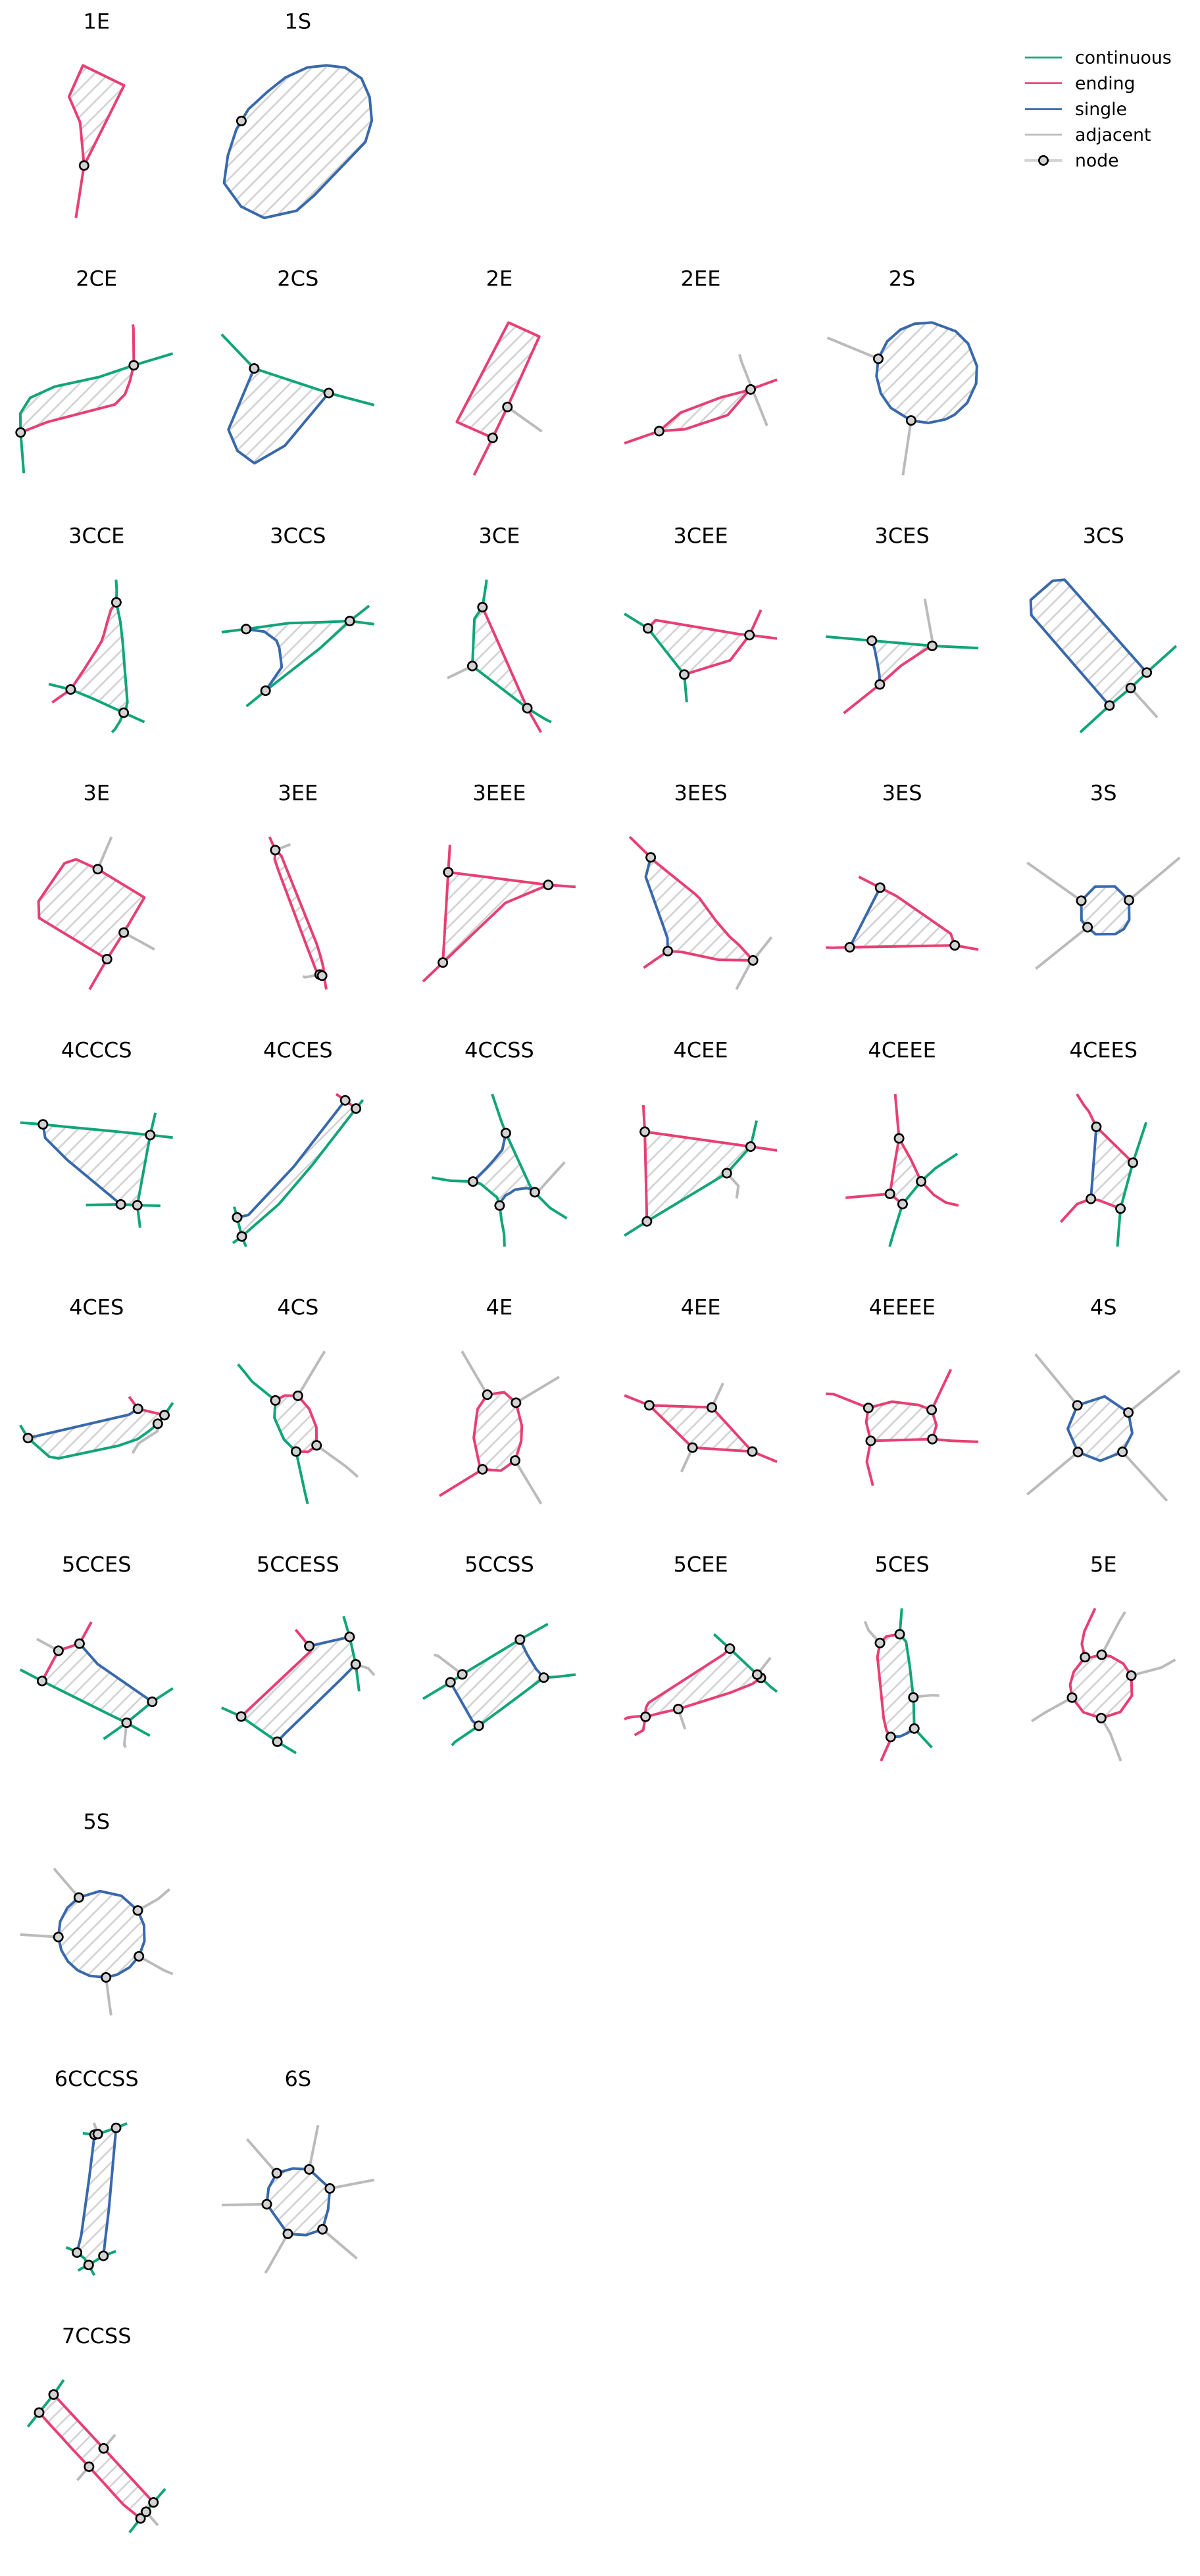 1E 1S
continuous
ending
single
adjacent
node
2CE 2CS 2E 2EE 2S
3CCE 3CCS 3CE 3CEE 3CES 3CS
3E 3EE 3EEE 3EES 3ES 3S
4CCCS 4CCES 4CCSS 4CEE 4CEEE 4CEES
4CES 4CS 4E 4EE 4EEEE 4S
5CCES 5CCESS 5CCSS 5CEE 5CES 5E
5S
6CCCSS 6S
7CCSS